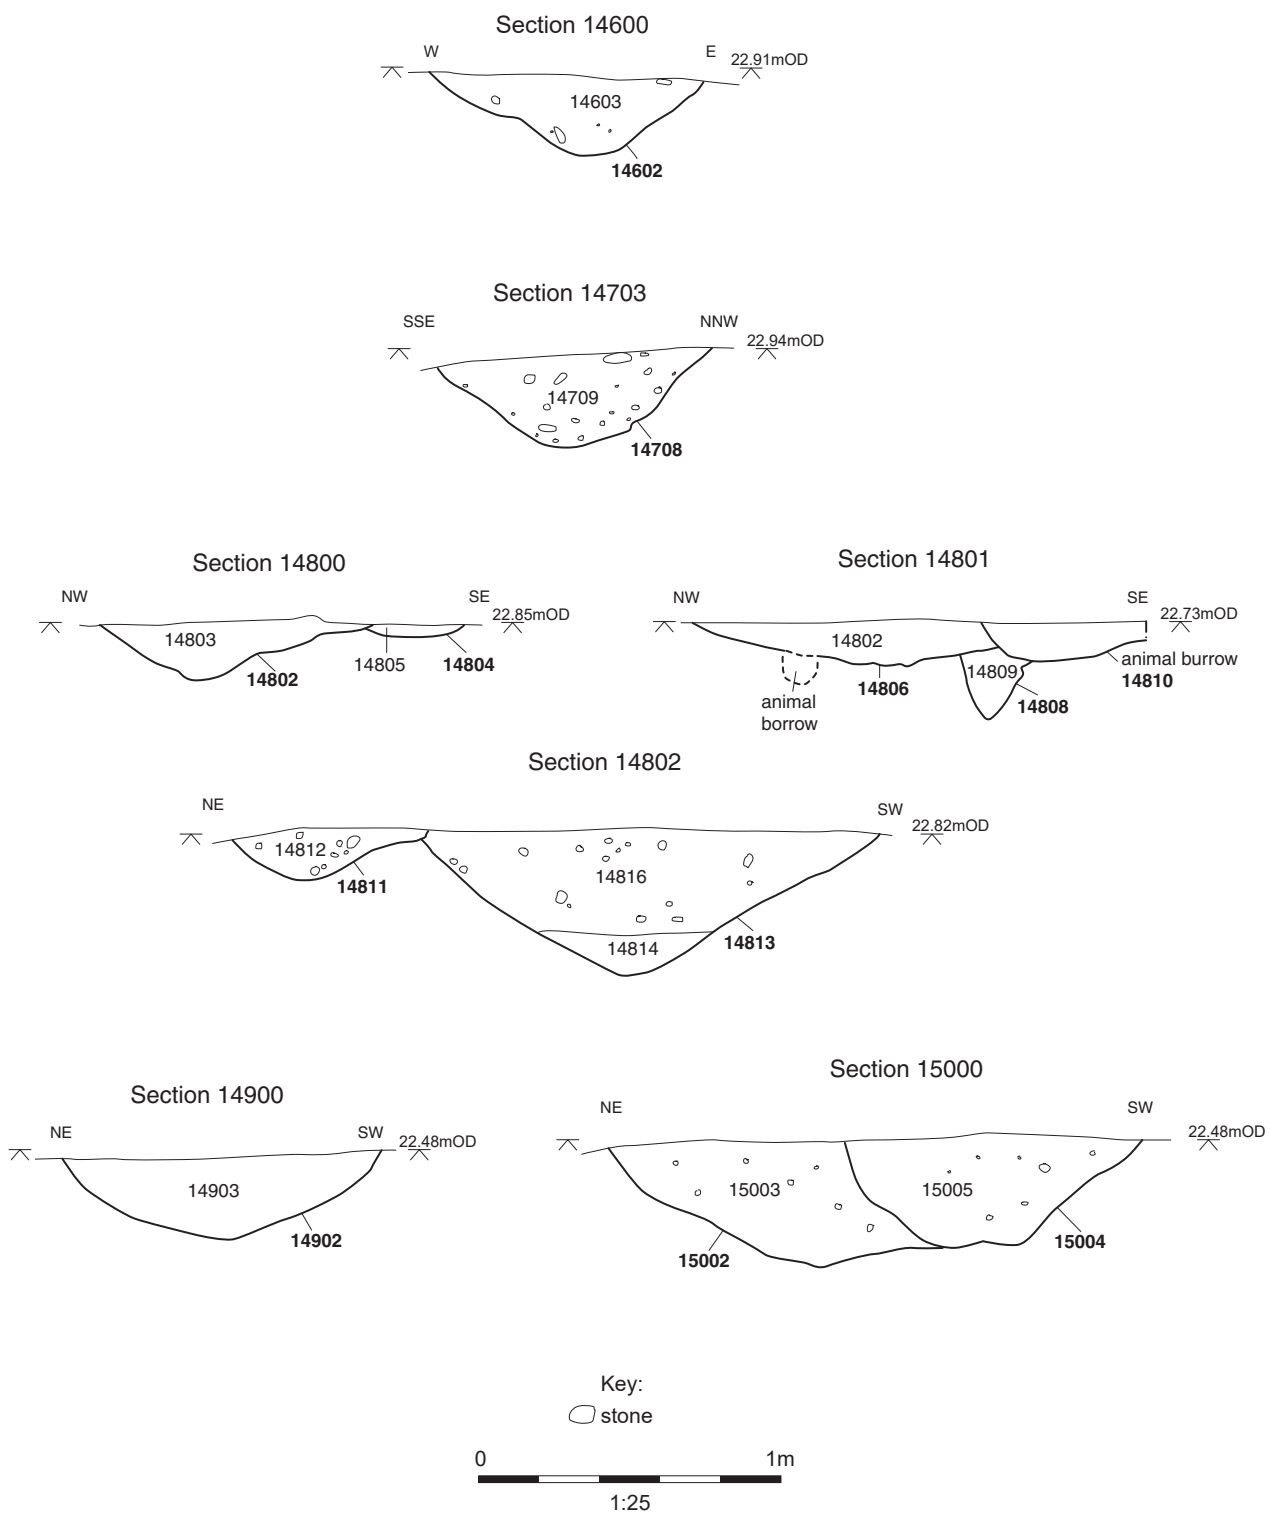 Section 14600
W E 22.91mOD
14603
14602
Section 14703
SSE NNW 22.94mOD
14709
14708
Section 14800
NW SE 22.85mOD
14803
14805
14804
14802
Section 14801
NW SE 22.73mOD
14802
14809
animal burrow
14810
14806
14808
animal
borrow
Section 14802
NE SW 22.82mOD
14812
14811
14816
14814
14813
Section 14900
NE SW 22.48mOD
14903
14902
Section 15000
NE SW 22.48mOD
15003 15005
15002
15004
Key:
stone
0 1m
1:25